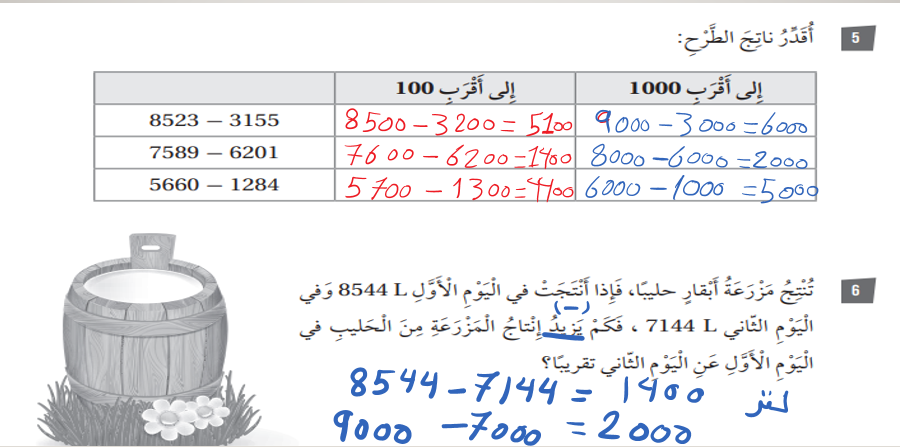 5 أُقَدِّرُ ناتِجَ الطَّرْحِ:
إِلى أَقْرَبِ 100 إِلى أَقْرَبِ 1000
8523 – 3155 8500 – 3200 = 5100 9000 – 3000 = 6000
7589 – 6201 7600 – 6200 = 1400 8000 – 6000 = 2000
5660 – 1284 5700 – 1300 = 4400 6000 – 1000 = 5000
6 تُنْتِجُ مَزْرَعَةُ أَبْقارٍ حليبًا، فَإِذا أَنْتَجَتْ في الْيَوْمِ الْأَوَّلِ 8544 L وَفي
(–)
الْيَوْمِ الثّاني 7144 L ، فَكَمْ يَزيدُ إِنْتاجُ الْمَزْرَعَةِ مِنَ الْحَليبِ في
الْيَوْمِ الْأَوَّلِ عَنِ الْيَوْمِ الثّاني تقريبًا؟
8544 – 7144 = 1400 لتر
9000 – 7000 = 2000